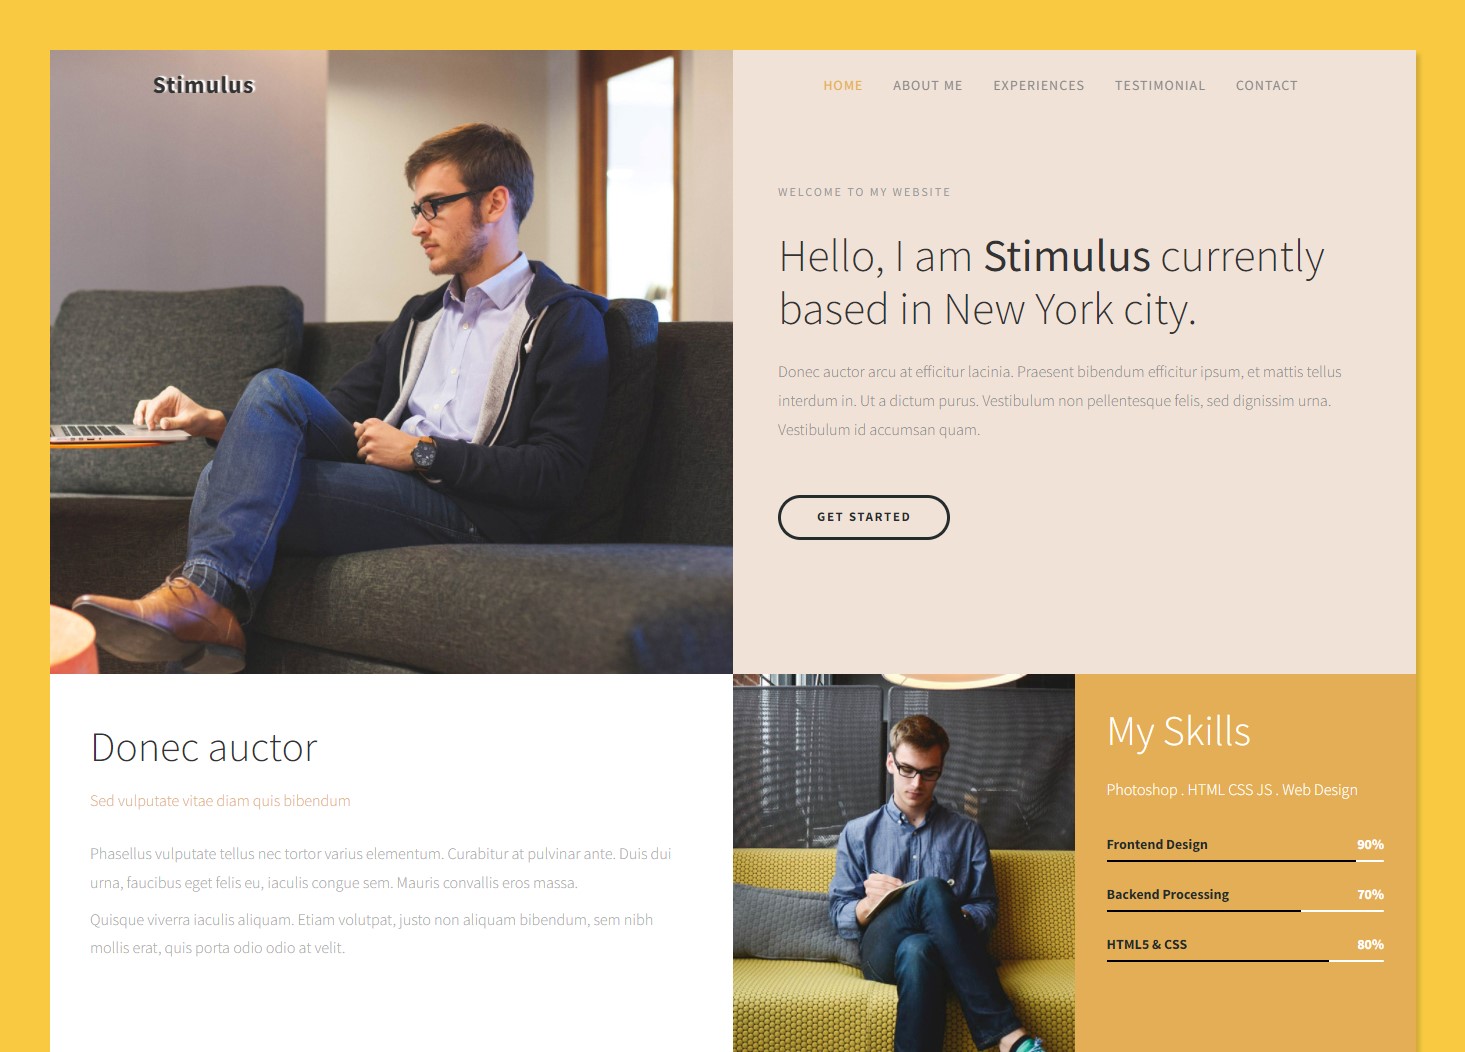 Stimulus
HOME ABOUT ME EXPERIENCES TESTIMONIAL CONTACT
WELCOME TO MY WEBSITE
Hello, I am Stimulus currently
based in New York city.
Donec auctor arcu at efficitur lacinia. Praesent bibendum efficitur ipsum, et mattis tellus
interdum in. Ut a dictum purus. Vestibulum non pellentesque felis, sed dignissim urna.
Vestibulum id accumsan quam.
GET STARTED
Donec auctor
Sed vulputate vitae diam quis bibendum
Phasellus vulputate tellus nec tortor varius elementum. Curabitur at pulvinar ante. Duis dui
urna, faucibus eget felis eu, iaculis congue sem. Mauris convallis eros massa.
Quisque viverra iaculis aliquam. Etiam volutpat, justo non aliquam bibendum, sem nibh
mollis erat, quis porta odio odio at velit.
My Skills
Photoshop . HTML CSS JS . Web Design
Frontend Design 90%
Backend Processing 70%
HTML5 & CSS 80%